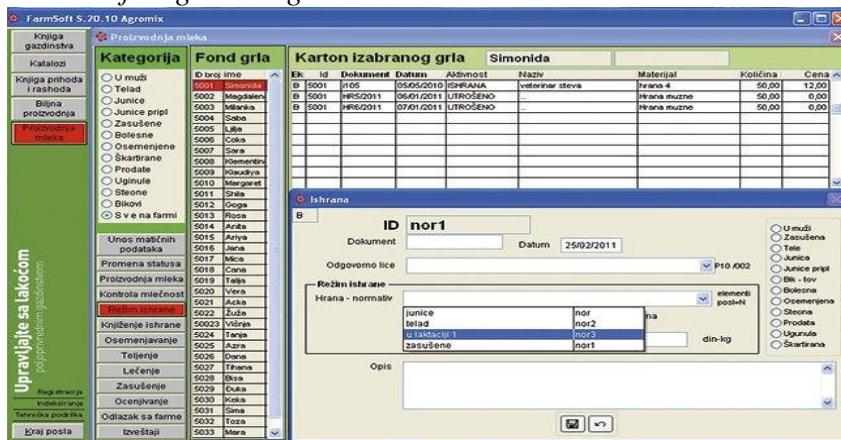 FarmSoft S.20.10 Agromix
Knjiga gazdinstva
Katalozi
Knjiga prihoda i rashoda
Biljna proizvodnja
Proizvodnja mleka
Upravljajte sa lakoćom
poljoprivrednim gazdinstvom
Registracija
Indeksiranje
Tehnička podrška
Kraj posla
Proizvodnja mleka
Kategorija
U muži
Telad
Junice
Junice pripl
Zasušene
Bolesne
Osemenjene
Škartirane
Prodate
Uginule
Steone
Bikovi
S v e na farmi
Unos matičnih podataka
Promena statusa
Proizvodnja mleka
Kontrola mlečnost
Režim ishrane
Knjiženje ishrane
Osemenjavanje
Teljenje
Lečenje
Zasušenje
Ocenjivanje
Odlazak sa farme
Izveštaji
Fond grla
ID broj Ime
5001 Simonida
5002 Magdalen
5003 Milanka
5004 Saba
5005 Lilja
5006 Coka
5007 Sara
5008 Klementin
5009 Klaudiya
5010 Margaret
5011 Shila
5012 Goga
5013 Rosa
5014 Anita
5015 Ariya
5016 Jana
5017 Mica
5018 Cana
5019 Talija
5020 Vera
5021 Acka
5022 Žuža
50023 Višnja
5024 Tanja
5025 Azra
5026 Dana
5027 Tihana
5028 Bisa
5029 Đuka
5030 Koka
5031 Sima
5032 Toza
5033 Mara
Karton izabranog grla Simonida
Ek Id Dokument Datum Aktivnost Naziv Materijal Količina Cena
B 5001 i105 05/05/2010 ISHRANA veterinar steva hrana 4 50,00 12,00
B 5001 HR5/2011 06/01/2011 UTROŠENO .. Hrana muzne 50,00 0,00
B 5001 HR6/2011 07/01/2011 UTROŠENO .. Hrana muzne 50,00 0,00
Ishrana
B
ID nor1
Dokument Datum 25/02/2011
Odgovorno lice P10 /002
Režim ishrane
Hrana - normativ elementi posl=N
junice nor
telad nor2
u laktaciji 1 nor3
zasušene nor1
na
din-kg
Opis
U muži
Zasušena
Tele
Junica
Junice pripl
Bik - tov
Bolesna
Osemenjena
Steona
Prodata
Ugunula
Škartirana